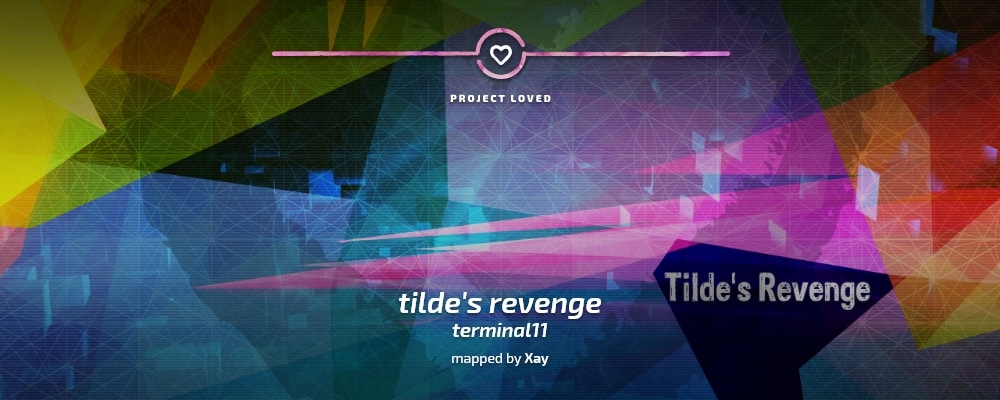 PROJECT LOVED
Tilde's Revenge
tilde's revenge
terminal11
mapped by Xay